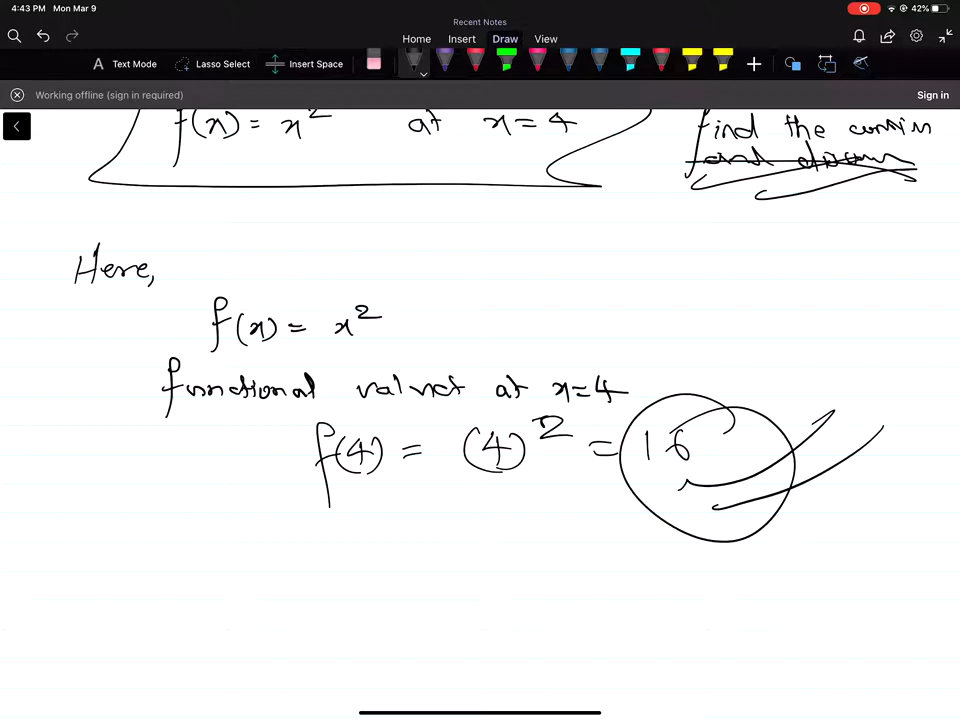 4:43 PM Mon Mar 9
42%
Recent Notes
Home Insert Draw View
Text Mode Lasso Select Insert Space
Working offline (sign in required) Sign in
f(x) = x² at x=4
find the contin
Here,
f(x) = x²
functional value at x=4
f(4) = (4)² = 16